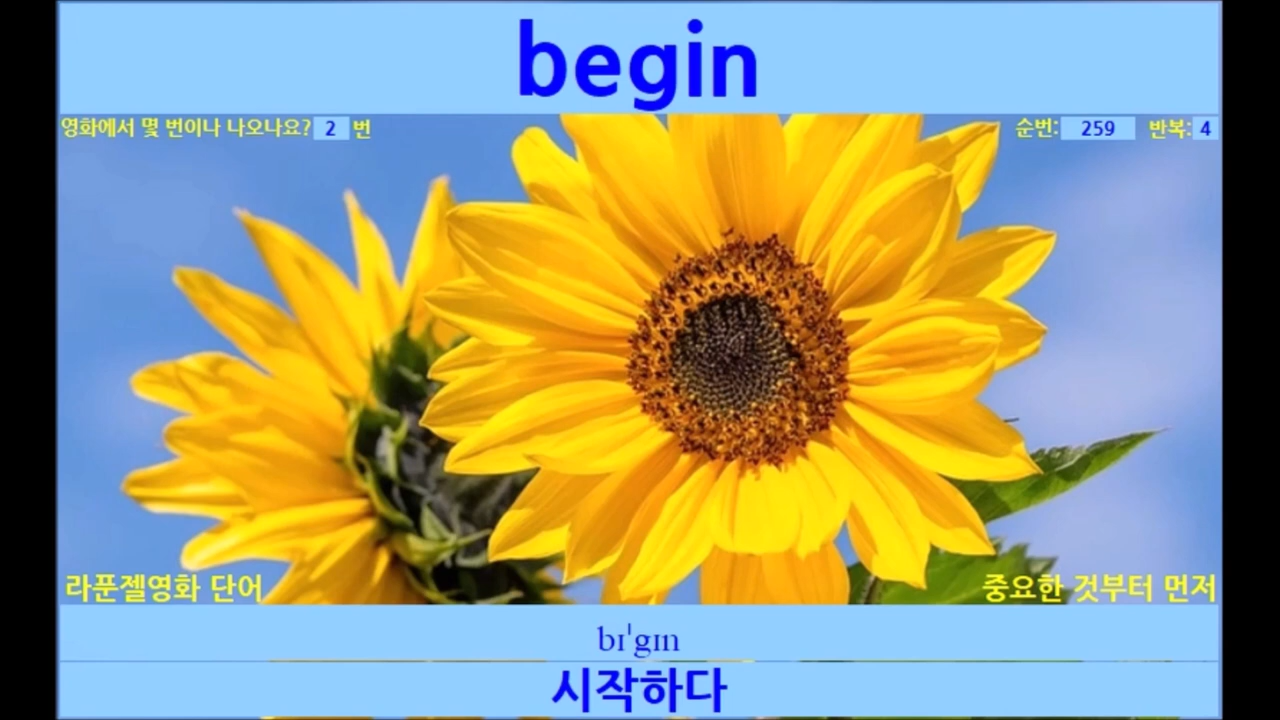 begin
영화에서 몇 번이나 나오나요? 2 번
순번: 259 반복: 4
라푼젤영화 단어
중요한 것부터 먼저
bɪˈgɪn
시작하다